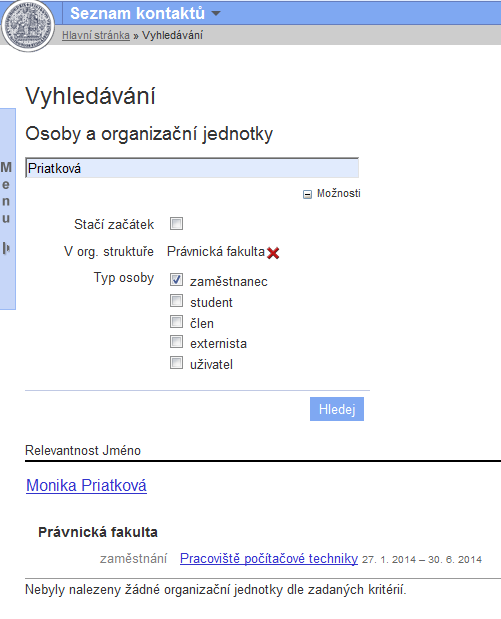 Seznam kontaktů
Hlavní stránka » Vyhledávání
Vyhledávání
Osoby a organizační jednotky
Menu
Priatková
Možnosti
Stačí začátek
V org. struktuře Právnická fakulta
Typ osoby zaměstnanec
student
člen
externista
uživatel
Hledej
Relevantnost Jméno
Monika Priatková
Právnická fakulta
zaměstnání Pracoviště počítačové techniky 27. 1. 2014 – 30. 6. 2014
Nebyly nalezeny žádné organizační jednotky dle zadaných kritérií.